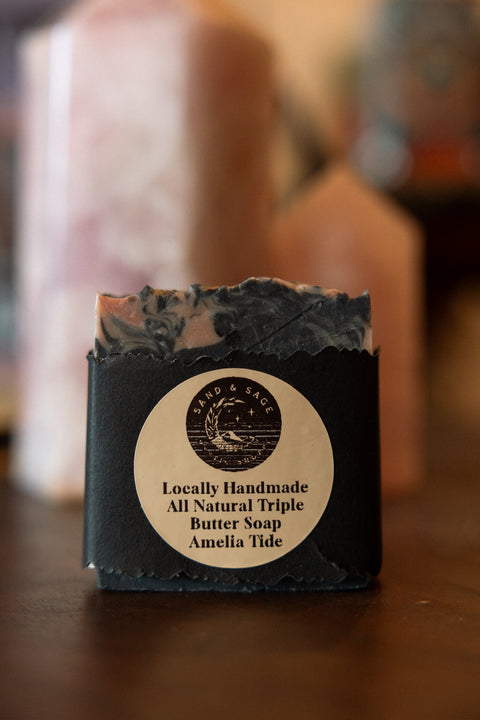 SAND & SAGE
Locally Handmade
All Natural Triple
Butter Soap
Amelia Tide